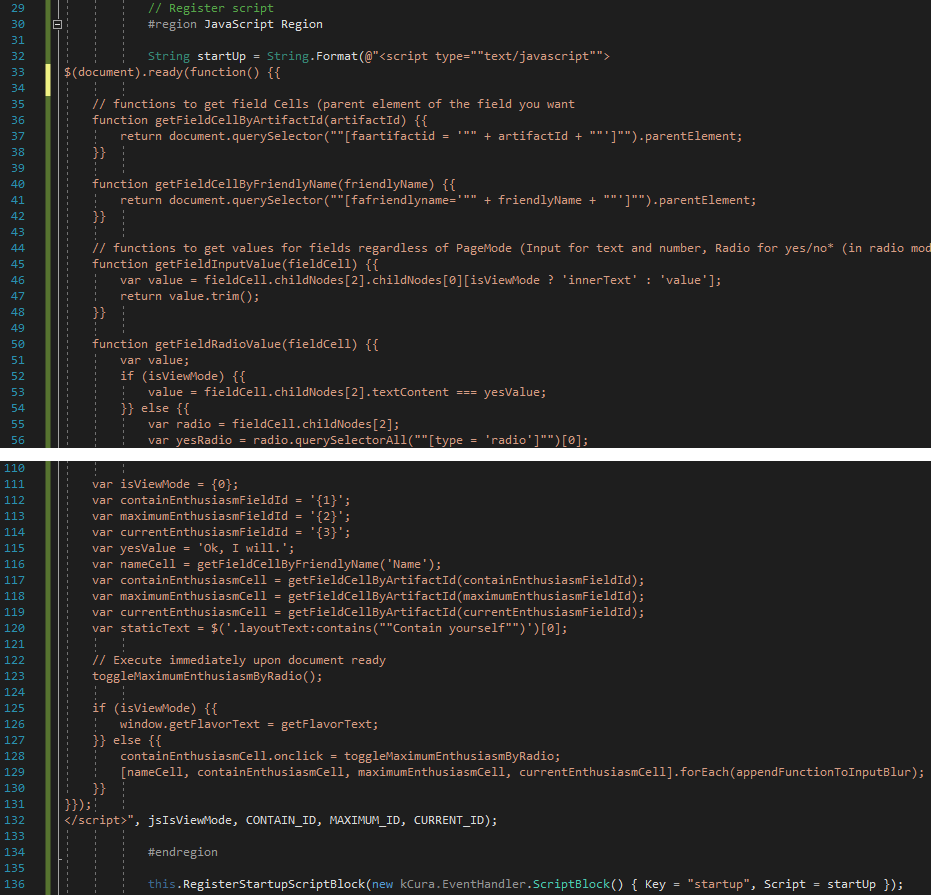 29 // Register script
30 #region JavaScript Region
31
32 String startUp = String.Format(@"<script type=""text/javascript"">
33 $(document).ready(function() {{
34
35 // functions to get field Cells (parent element of the field you want
36 function getFieldCellByArtifactId(artifactId) {{
37 return document.querySelector(""[faartifactid = '"" + artifactId + ""']"").parentElement;
38 }}
39
40 function getFieldCellByFriendlyName(friendlyName) {{
41 return document.querySelector(""[fafriendlyname='"" + friendlyName + ""']"").parentElement;
42 }}
43
44 // functions to get values for fields regardless of PageMode (Input for text and number, Radio for yes/no* (in radio mod
45 function getFieldInputValue(fieldCell) {{
46 var value = fieldCell.childNodes[2].childNodes[0][isViewMode ? 'innerText' : 'value'];
47 return value.trim();
48 }}
49
50 function getFieldRadioValue(fieldCell) {{
51 var value;
52 if (isViewMode) {{
53 value = fieldCell.childNodes[2].textContent === yesValue;
54 }} else {{
55 var radio = fieldCell.childNodes[2];
56 var yesRadio = radio.querySelectorAll(""[type = 'radio']"")[0];
110
111 var isViewMode = {0};
112 var containEnthusiasmFieldId = '{1}';
113 var maximumEnthusiasmFieldId = '{2}';
114 var currentEnthusiasmFieldId = '{3}';
115 var yesValue = 'Ok, I will.';
116 var nameCell = getFieldCellByFriendlyName('Name');
117 var containEnthusiasmCell = getFieldCellByArtifactId(containEnthusiasmFieldId);
118 var maximumEnthusiasmCell = getFieldCellByArtifactId(maximumEnthusiasmFieldId);
119 var currentEnthusiasmCell = getFieldCellByArtifactId(currentEnthusiasmFieldId);
120 var staticText = $('.layoutText:contains(""Contain yourself"")')[0];
121
122 // Execute immediately upon document ready
123 toggleMaximumEnthusiasmByRadio();
124
125 if (isViewMode) {{
126 window.getFlavorText = getFlavorText;
127 }} else {{
128 containEnthusiasmCell.onclick = toggleMaximumEnthusiasmByRadio;
129 [nameCell, containEnthusiasmCell, maximumEnthusiasmCell, currentEnthusiasmCell].forEach(appendFunctionToInputBlur);
130 }}
131 }});
132 </script>", jsIsViewMode, CONTAIN_ID, MAXIMUM_ID, CURRENT_ID);
133
134 #endregion
135
136 this.RegisterStartupScriptBlock(new kCura.EventHandler.ScriptBlock() { Key = "startup", Script = startUp });